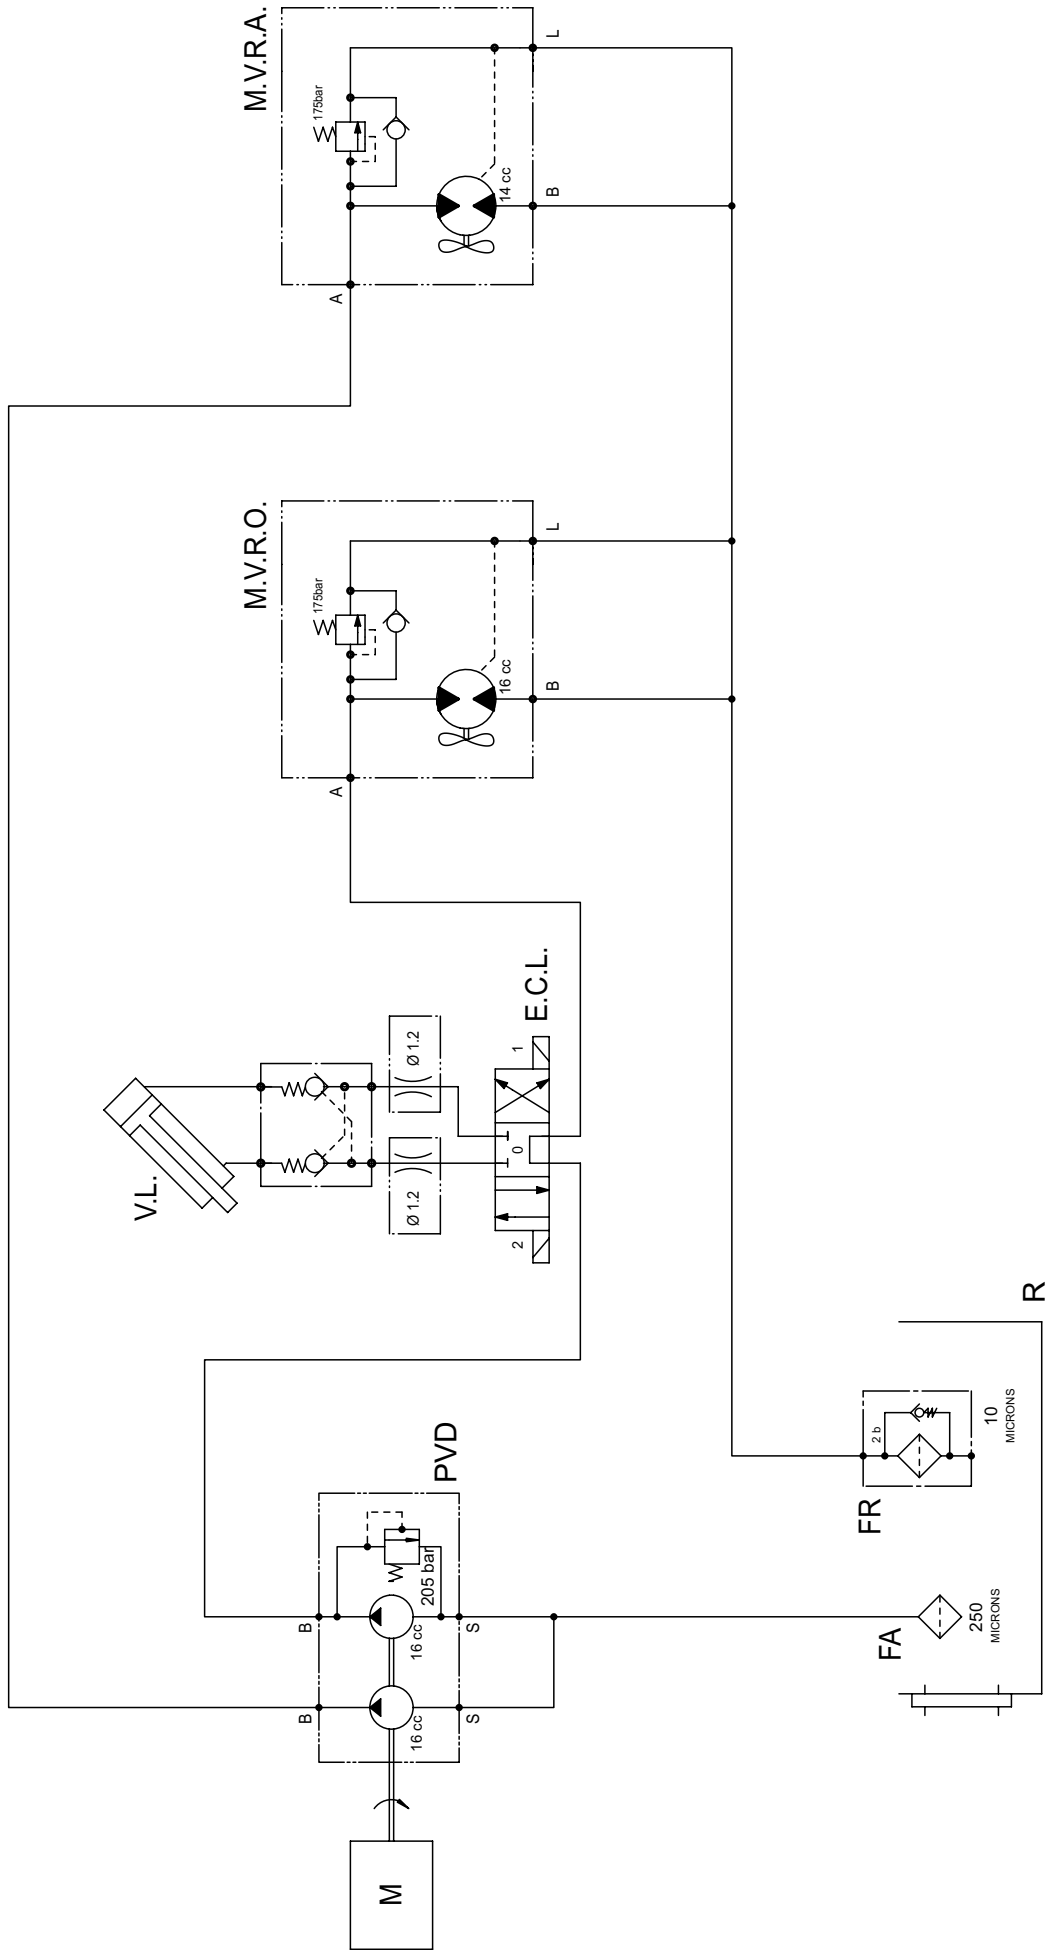 M
B
B
16 cc
16 cc
205 bar
S
S
PVD
V.L.
Ø 1.2
Ø 1.2
2
0
1
E.C.L.
M.V.R.O.
175bar
A
16 cc
B
L
M.V.R.A.
175bar
A
14 cc
B
L
FA
250
MICRONS
FR
2 b
10
MICRONS
R